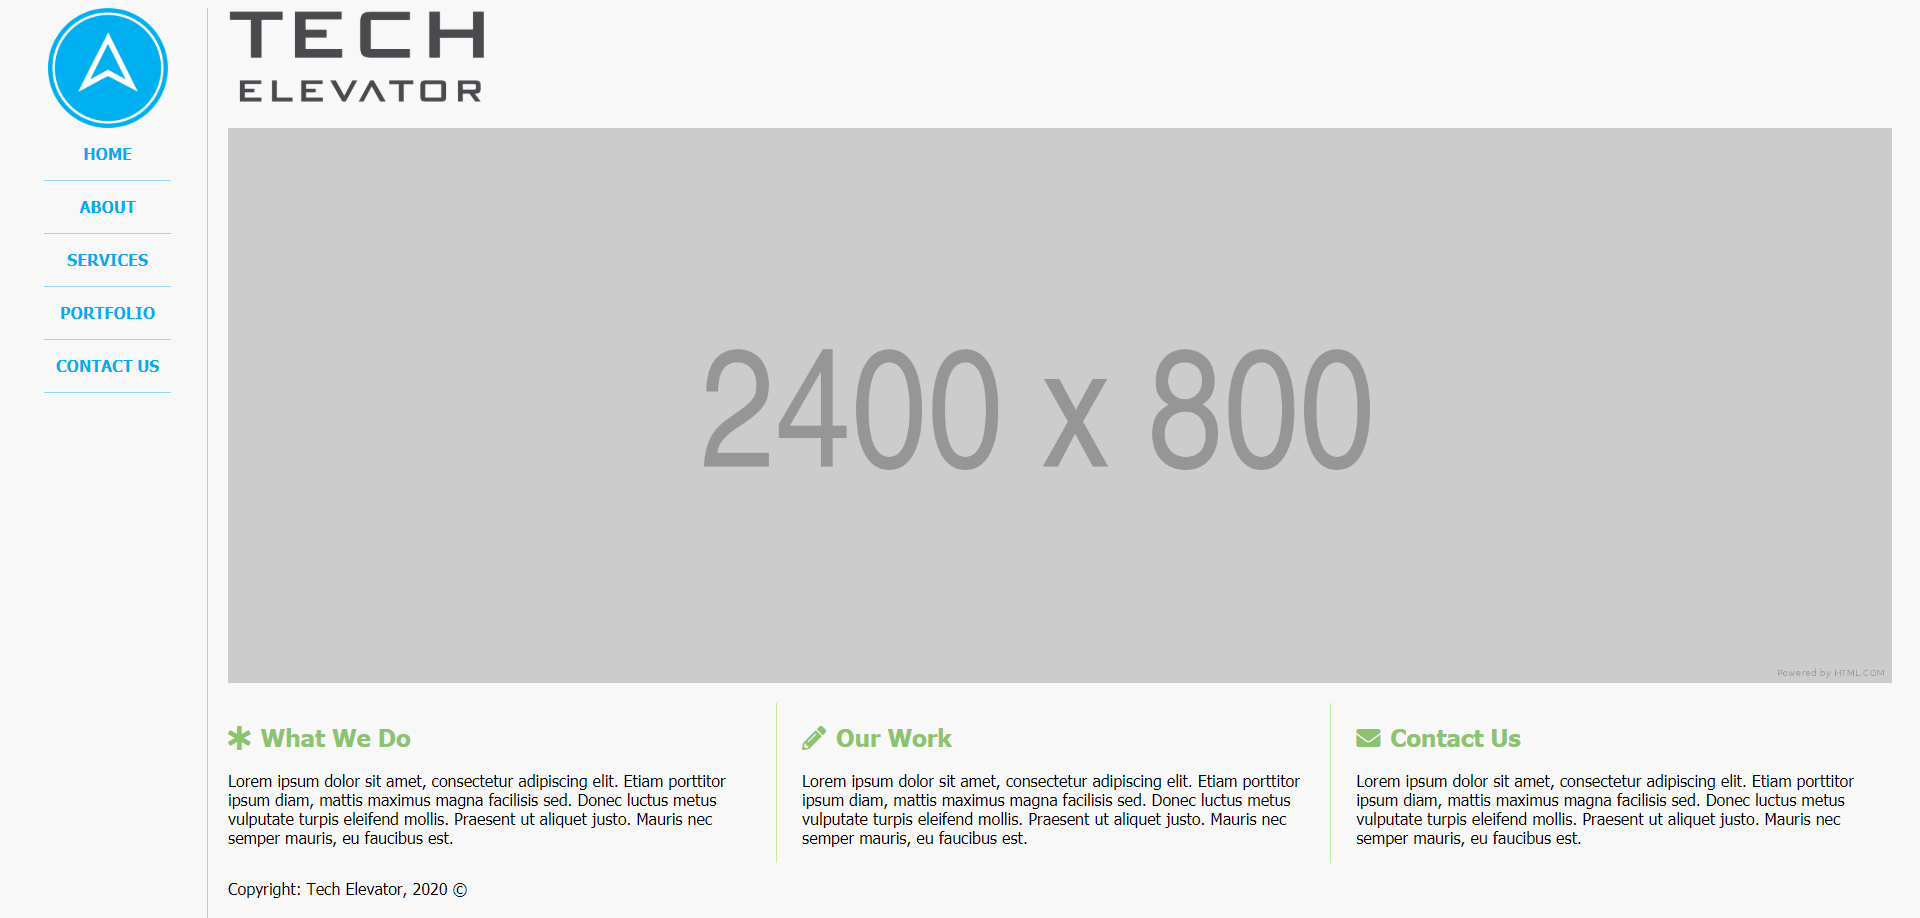 TECH
ELEVATOR
HOME
ABOUT
SERVICES
PORTFOLIO
CONTACT US
2400 x 800
Powered by HTML.COM
What We Do
Lorem ipsum dolor sit amet, consectetur adipiscing elit. Etiam porttitor
ipsum diam, mattis maximus magna facilisis sed. Donec luctus metus
vulputate turpis eleifend mollis. Praesent ut aliquet justo. Mauris nec
semper mauris, eu faucibus est.
Our Work
Lorem ipsum dolor sit amet, consectetur adipiscing elit. Etiam porttitor
ipsum diam, mattis maximus magna facilisis sed. Donec luctus metus
vulputate turpis eleifend mollis. Praesent ut aliquet justo. Mauris nec
semper mauris, eu faucibus est.
Contact Us
Lorem ipsum dolor sit amet, consectetur adipiscing elit. Etiam porttitor
ipsum diam, mattis maximus magna facilisis sed. Donec luctus metus
vulputate turpis eleifend mollis. Praesent ut aliquet justo. Mauris nec
semper mauris, eu faucibus est.
Copyright: Tech Elevator, 2020 ©